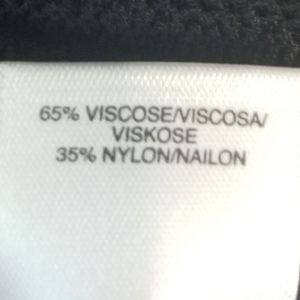 65% VISCOSE/VISCOSA/
VISKOSE
35% NYLON/NAILON